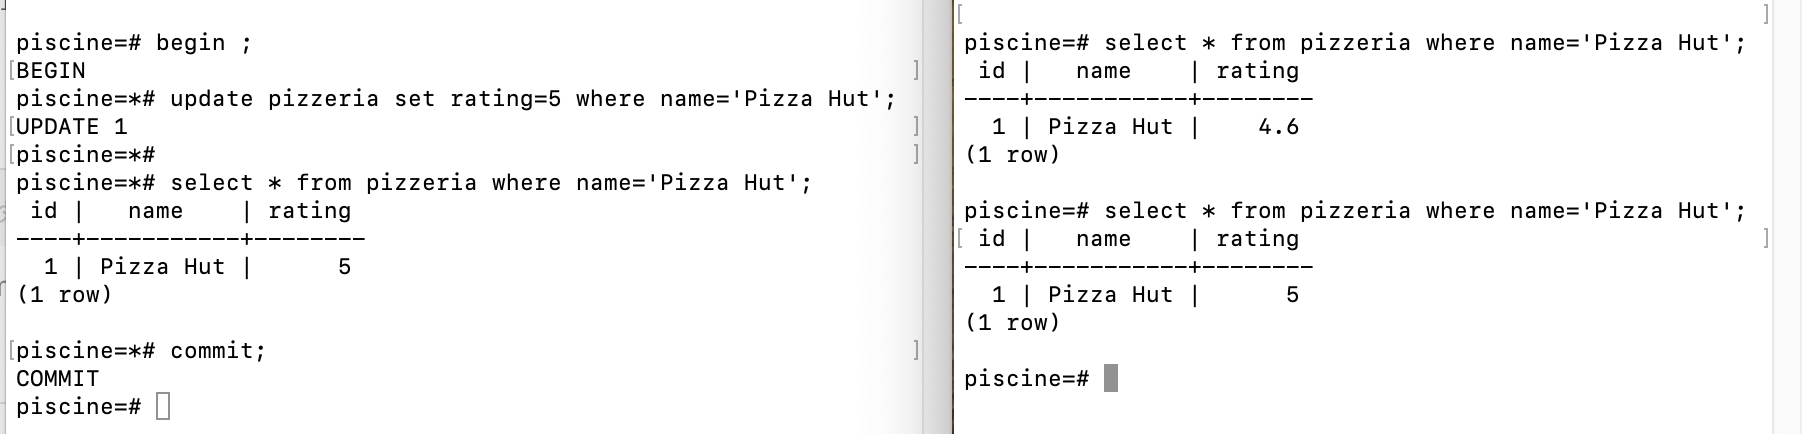 piscine=# begin ;
BEGIN
piscine=*# update pizzeria set rating=5 where name='Pizza Hut';
UPDATE 1
piscine=*#
piscine=*# select * from pizzeria where name='Pizza Hut';
 id |   name    | rating
----+-----------+--------
  1 | Pizza Hut |      5
(1 row)

piscine=*# commit;
COMMIT
piscine=#

piscine=# select * from pizzeria where name='Pizza Hut';
 id |   name    | rating
----+-----------+--------
  1 | Pizza Hut |    4.6
(1 row)

piscine=# select * from pizzeria where name='Pizza Hut';
 id |   name    | rating
----+-----------+--------
  1 | Pizza Hut |      5
(1 row)

piscine=#